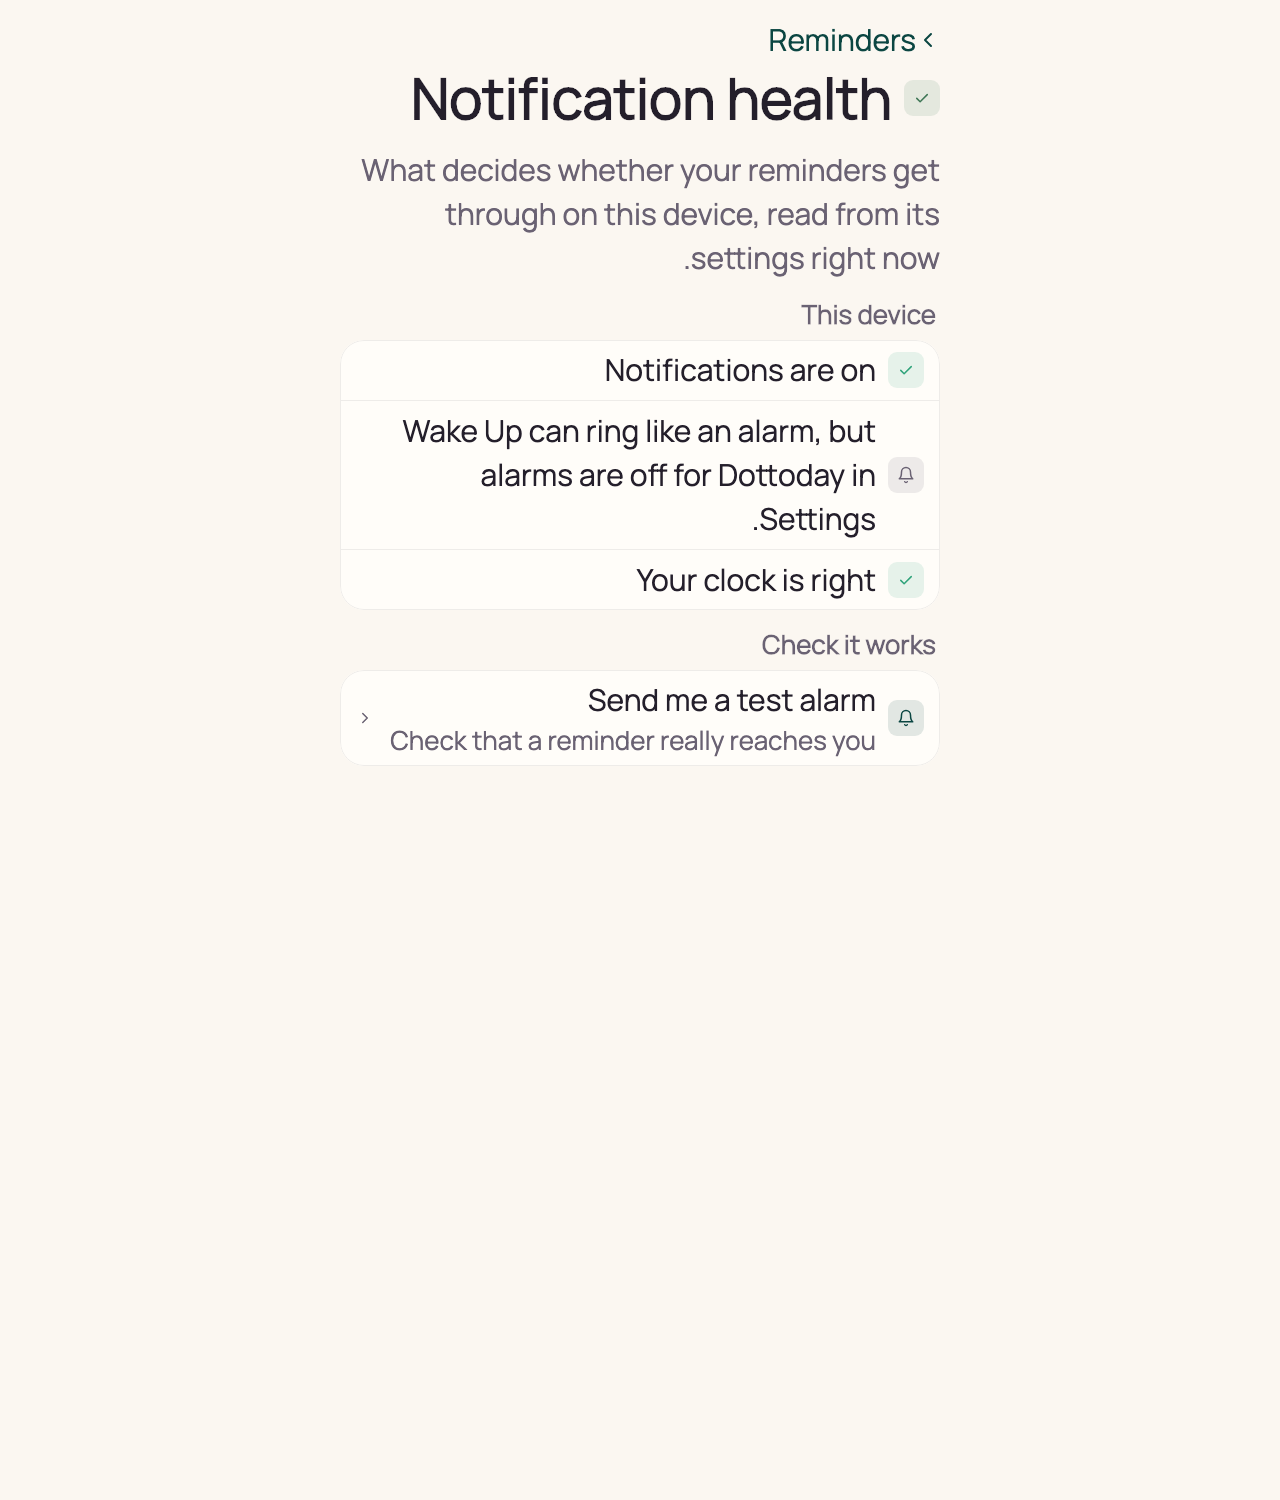 Reminders
Notification health
What decides whether your reminders get
through on this device, read from its
.settings right now
This device
Notifications are on
Wake Up can ring like an alarm, but
alarms are off for Dottoday in
.Settings
Your clock is right
Check it works
Send me a test alarm
Check that a reminder really reaches you